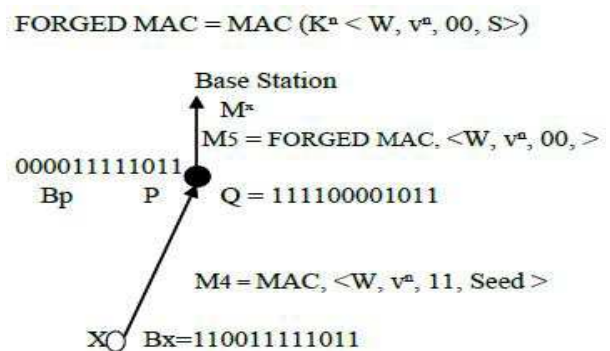 FORGED MAC = MAC (Kⁿ < W, vⁿ, 00, S>)
Base Station
Mⁿ
M5 = FORGED MAC, <W, vⁿ, 00, >
000011111011
Bp P Q = 111100001011
M4 = MAC, <W, vⁿ, 11, Seed >
X Bx=110011111011